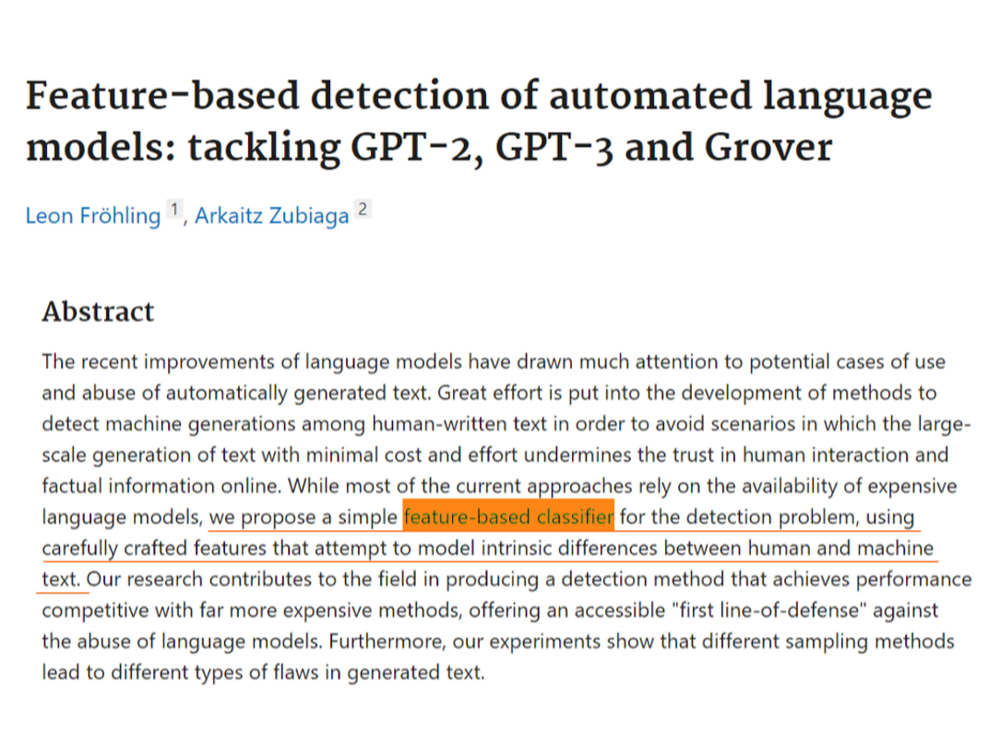 Feature-based detection of automated language
models: tackling GPT-2, GPT-3 and Grover
Leon Fröhling 1, Arkaitz Zubiaga 2
Abstract
The recent improvements of language models have drawn much attention to potential cases of use
and abuse of automatically generated text. Great effort is put into the development of methods to
detect machine generations among human-written text in order to avoid scenarios in which the large-
scale generation of text with minimal cost and effort undermines the trust in human interaction and
factual information online. While most of the current approaches rely on the availability of expensive
language models, we propose a simple feature-based classifier for the detection problem, using
carefully crafted features that attempt to model intrinsic differences between human and machine
text. Our research contributes to the field in producing a detection method that achieves performance
competitive with far more expensive methods, offering an accessible "first line-of-defense" against
the abuse of language models. Furthermore, our experiments show that different sampling methods
lead to different types of flaws in generated text.